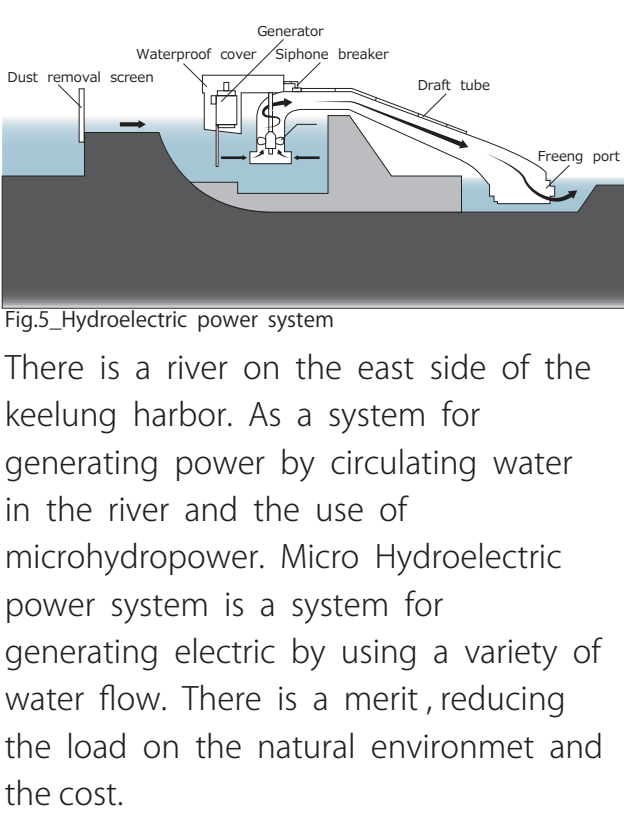 Generator
Waterproof cover Siphone breaker
Dust removal screen
Draft tube
Freeng port
Fig.5_Hydroelectric power system
There is a river on the east side of the
keelung harbor. As a system for
generating power by circulating water
in the river and the use of
microhydropower. Micro Hydroelectric
power system is a system for
generating electric by using a variety of
water flow. There is a merit , reducing
the load on the natural environmet and
the cost.